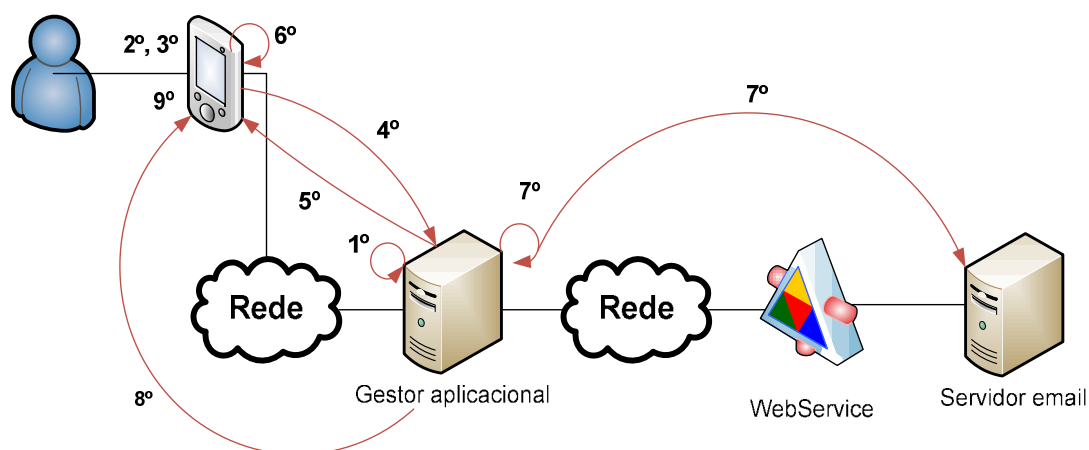 2º, 3º
6º
9º
4º
7º
5º
7º
1º
Rede
Rede
Gestor aplicacional
WebService
Servidor email
8º